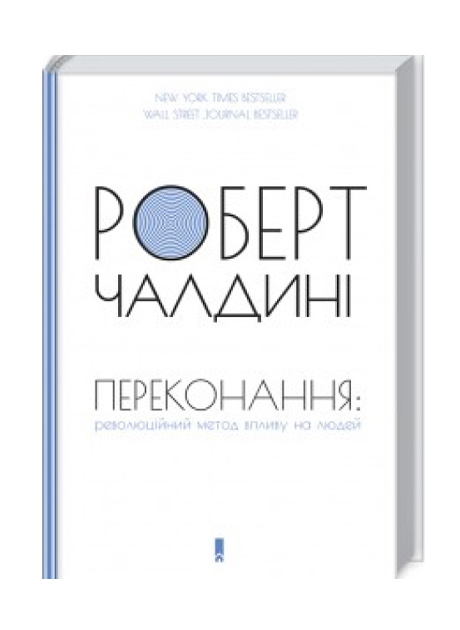 NEW YORK TIMES BESTSELLER
WALL STREET JOURNAL BESTSELLER
РОБЕРТ
ЧАЛДИНІ
ПЕРЕКОНАННЯ:
революційний метод впливу на людей